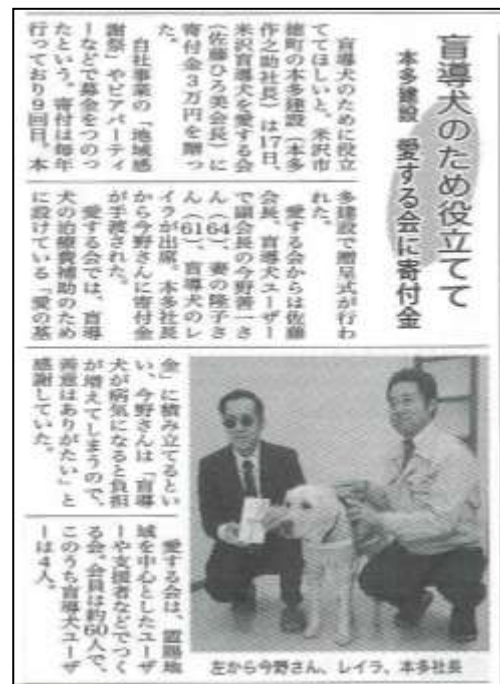 盲導犬のため役立てて
本多建設 愛する会に寄付金
盲導犬のために役立
ててほしいと、米沢市
徳町の本多建設（本多
作之助社長）は17日、
米沢盲導犬を愛する会
（佐藤ひろ美会長）に
寄付金3万円を贈っ
た。
自社事業の「地域感
謝祭」やビアパーティ
ーなどで募金をつのっ
たという。寄付は毎年
行っており9回目。本
多建設で贈呈式が行わ
れた。
愛する会からは佐藤
会長、盲導犬ユーザー
で副会長の今野善一さ
ん（64）、妻の隆子さ
ん（61）、盲導犬のレ
イラが出席。本多社長
から今野さんに寄付金
が手渡された。
愛する会では、盲導
犬の治療費補助のため
に設けている「愛の基
金」に積み立てるとい
い、今野さんは「盲導
犬が病気になると負担
が増えてしまうので、
善意はありがたい」と
感謝していた。
愛する会は、置賜地
域を中心としたユーザ
ーや支援者などでつく
る会。会員は約60人で、
このうち盲導犬ユーザ
ーは4人。
左から今野さん、レイラ、本多社長